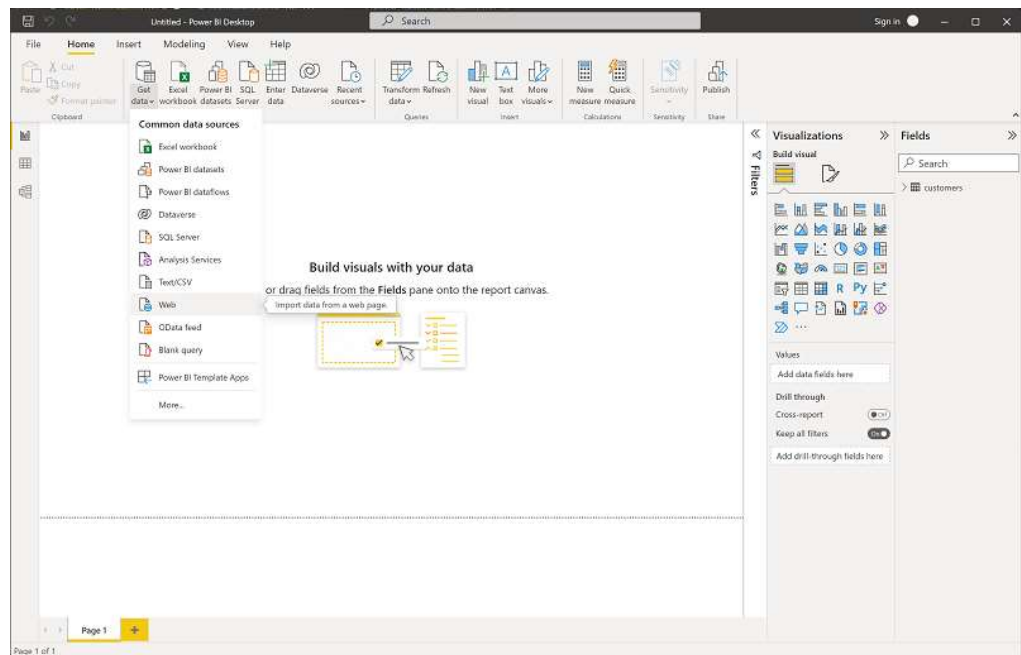 Untitled - Power BI Desktop
Search
Sign in
File Home Insert Modeling View Help
Paste
Cut
Copy
Format painter
Get data
Excel workbook
Power BI datasets
SQL Server
Enter data
Dataverse
Recent sources
Transform data
Refresh
New visual
Text box
More visuals
New measure
Quick measure
Sensitivity
Publish
Clipboard
Queries
Insert
Calculations
Sensitivity
Share
Common data sources
Excel workbook
Power BI datasets
Power BI dataflows
Dataverse
SQL Server
Analysis Services
Text/CSV
Web
OData feed
Blank query
Power BI Template Apps
More...
Import data from a web page.
Build visuals with your data
or drag fields from the Fields pane onto the report canvas.
Filters
Visualizations
Build visual
R Py
Values
Add data fields here
Drill through
Cross-report
Off
Keep all filters
On
Add drill-through fields here
Fields
Search
customers
Page 1
Page 1 of 1